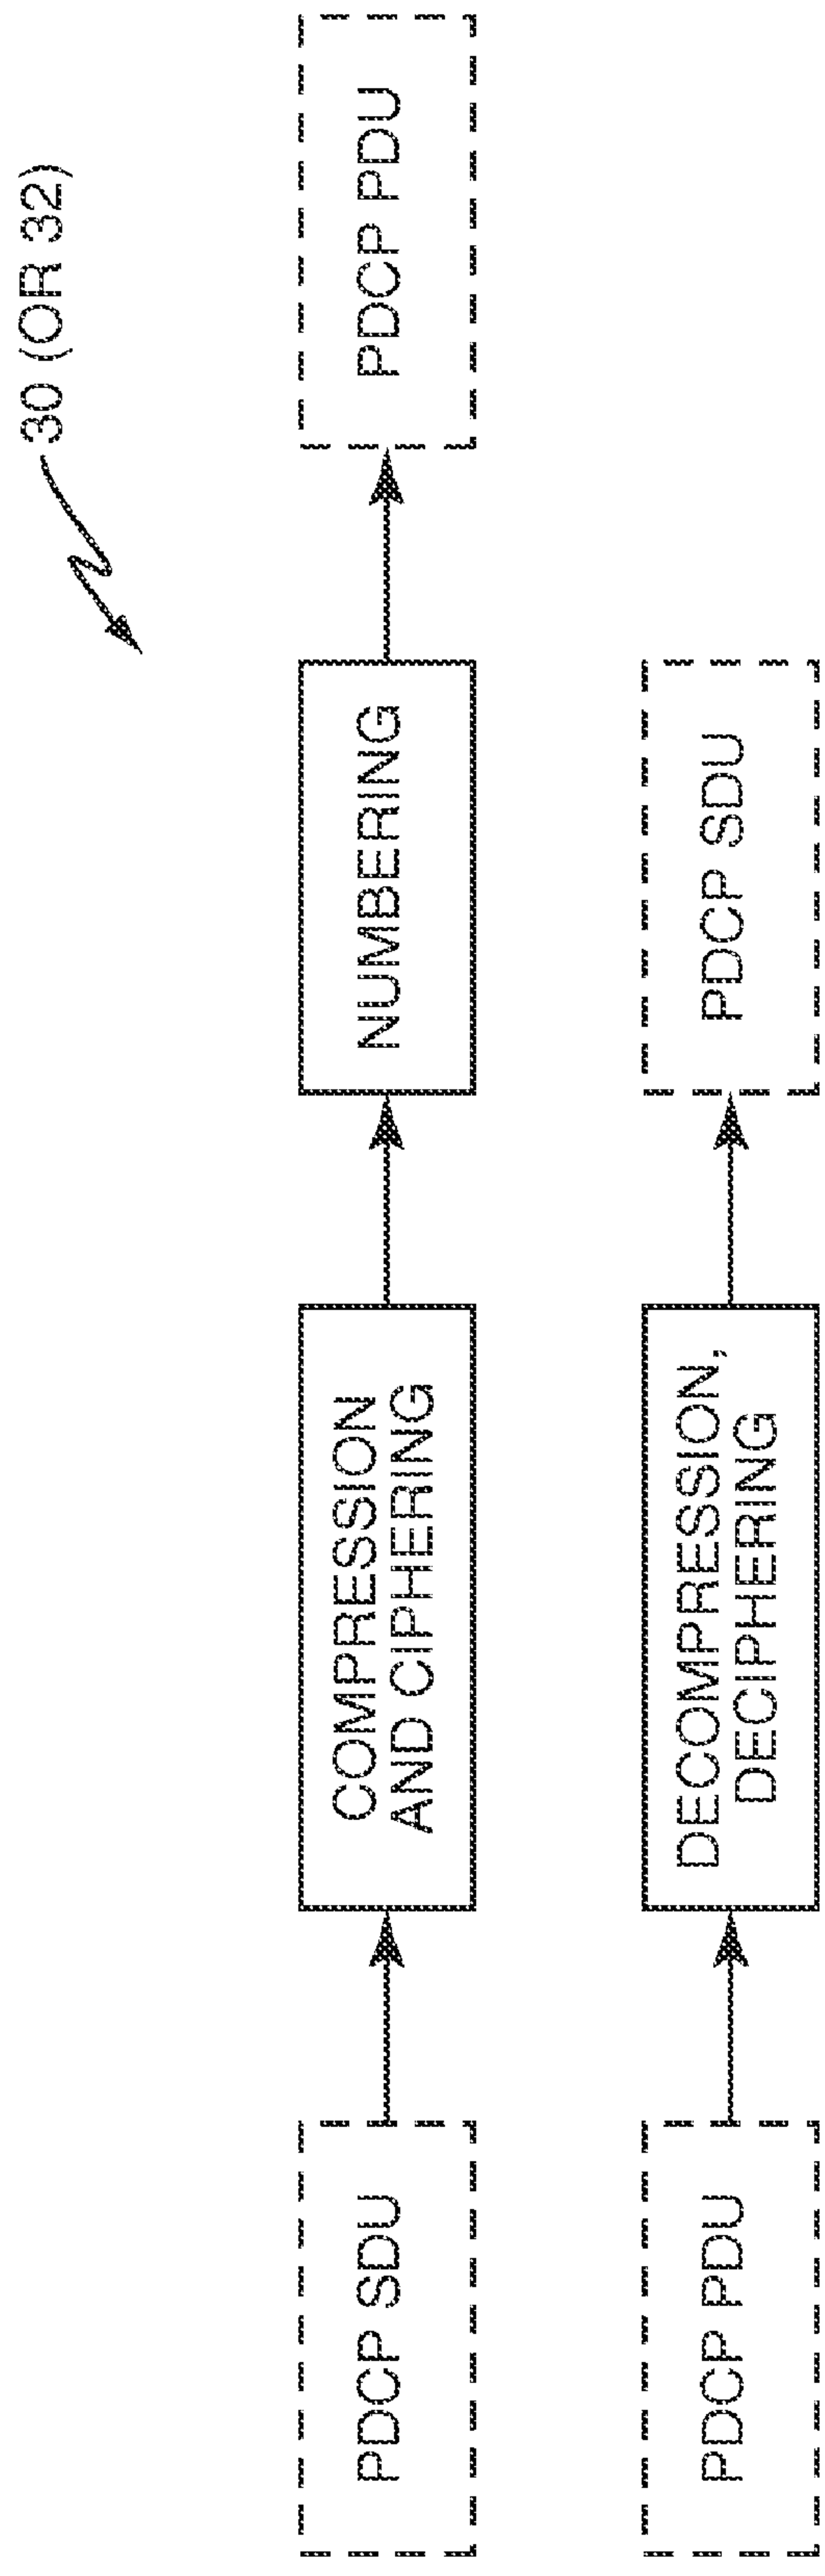 30 (OR 32)
PDCP SDU
COMPRESSION
AND CIPHERING
NUMBERING
PDCP PDU
PDCP PDU
DECOMPRESSION,
DECIPHERING
PDCP SDU